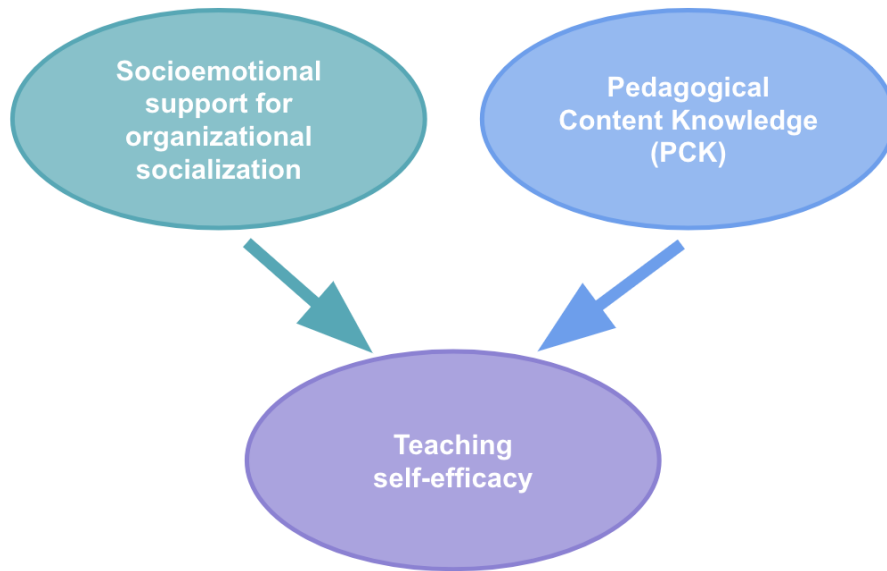 Socioemotional
support for
organizational
socialization
Pedagogical
Content Knowledge
(PCK)
Teaching
self-efficacy